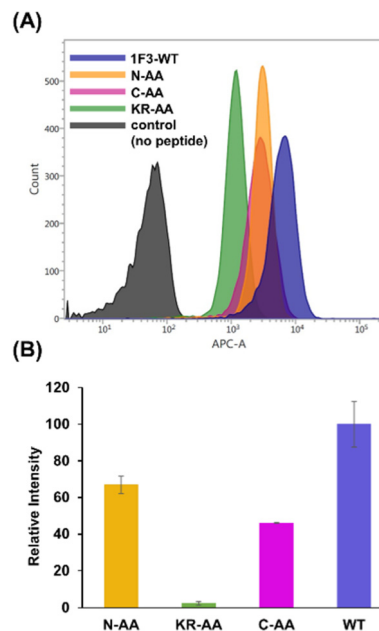 (A)
1F3-WT
N-AA
C-AA
KR-AA
control
(no peptide)
500
400
300
200
100
0
Count
10¹ 10² 10³ 10⁴ 10⁵
APC-A
(B)
120
100
80
60
40
20
0
Relative Intensity
N-AA KR-AA C-AA WT